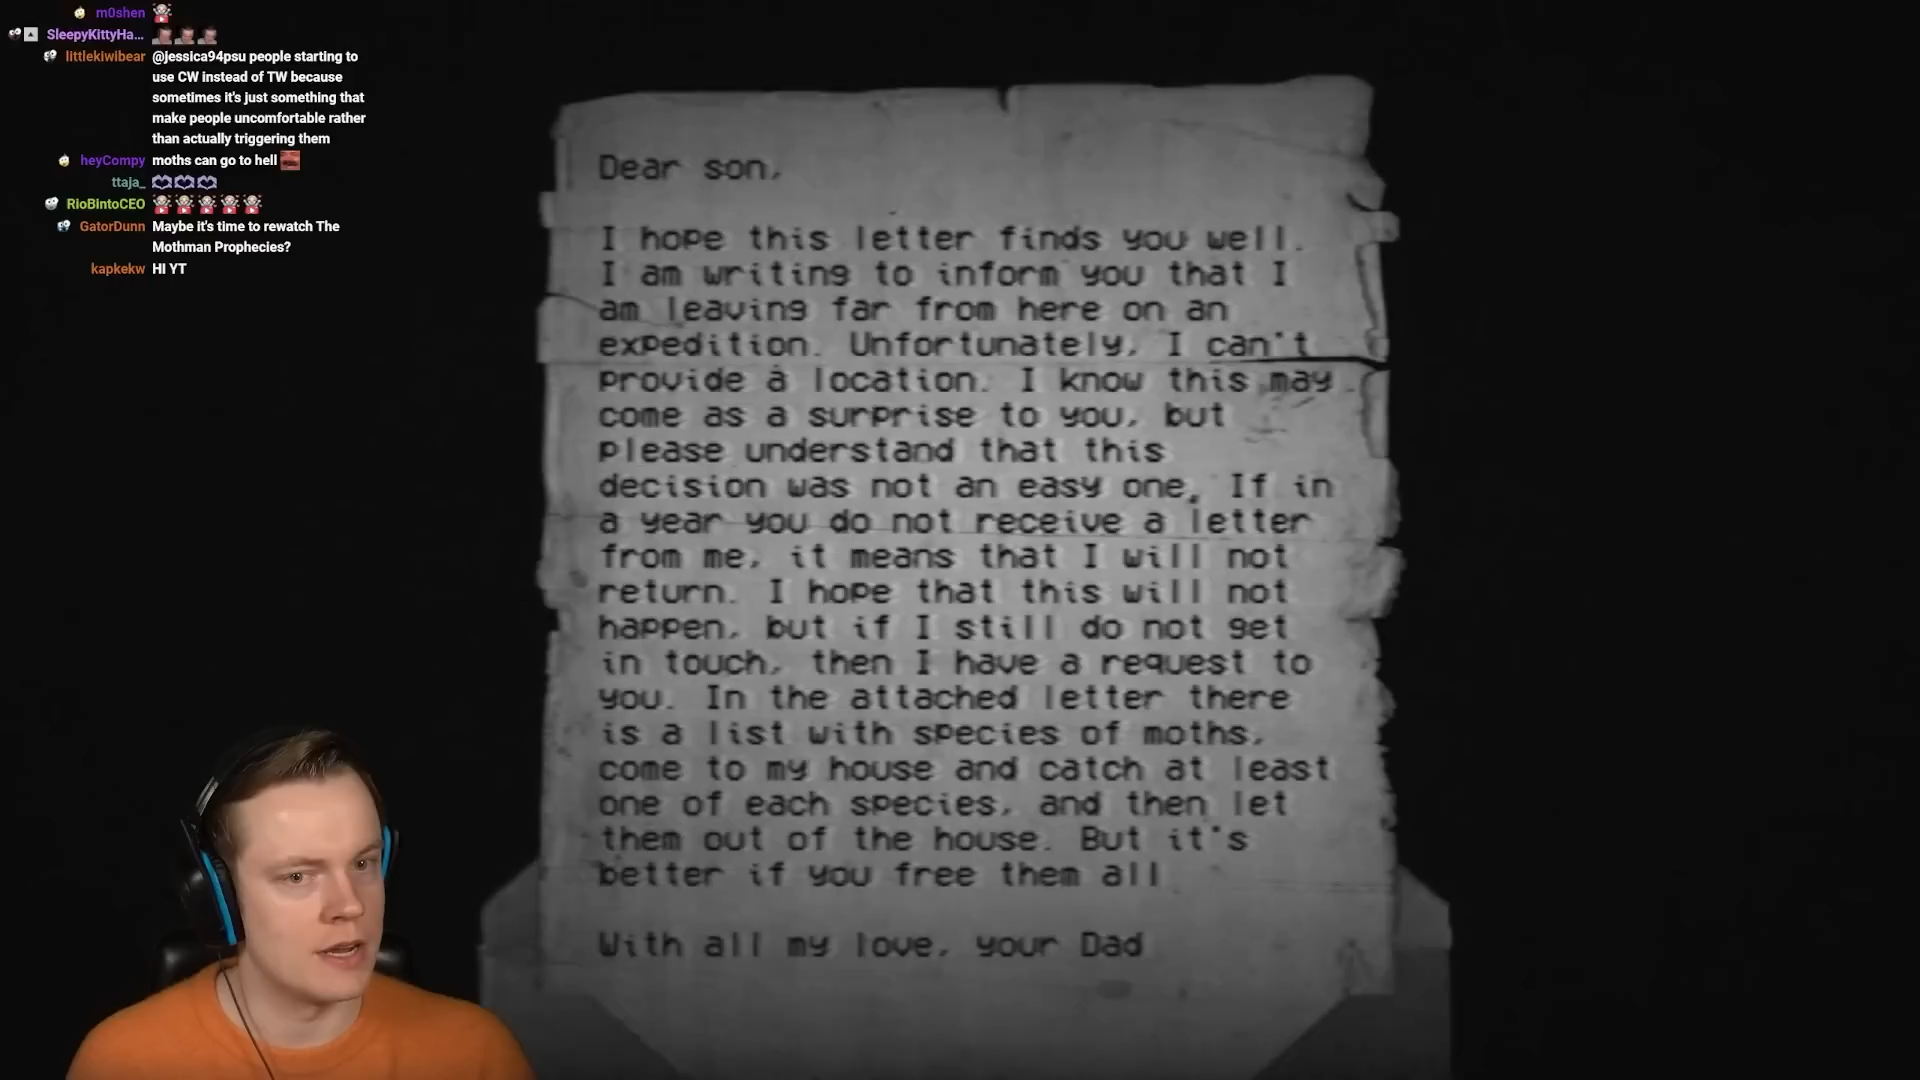 m0shen
SleepyKittyHa...
littlekiwibear @jessica94psu people starting to
use CW instead of TW because
sometimes it's just something that
make people uncomfortable rather
than actually triggering them
heyCompy moths can go to hell
ttaja_
RioBIntoCEO
GatorDunn Maybe it's time to rewatch The
Mothman Prophecies?
kapkekw HI YT
Dear son,
I hope this letter finds you well.
I am writing to inform you that I
am leaving far from here on an
expedition. Unfortunately, I can't
provide a location. I know this may
come as a surprise to you, but
please understand that this
decision was not an easy one. If in
a year you do not receive a letter
from me, it means that I will not
return. I hope that this will not
happen, but if I still do not get
in touch, then I have a request to
you. In the attached letter there
is a list with species of moths,
come to my house and catch at least
one of each species, and then let
them out of the house. But it's
better if you free them all
With all my love, your Dad